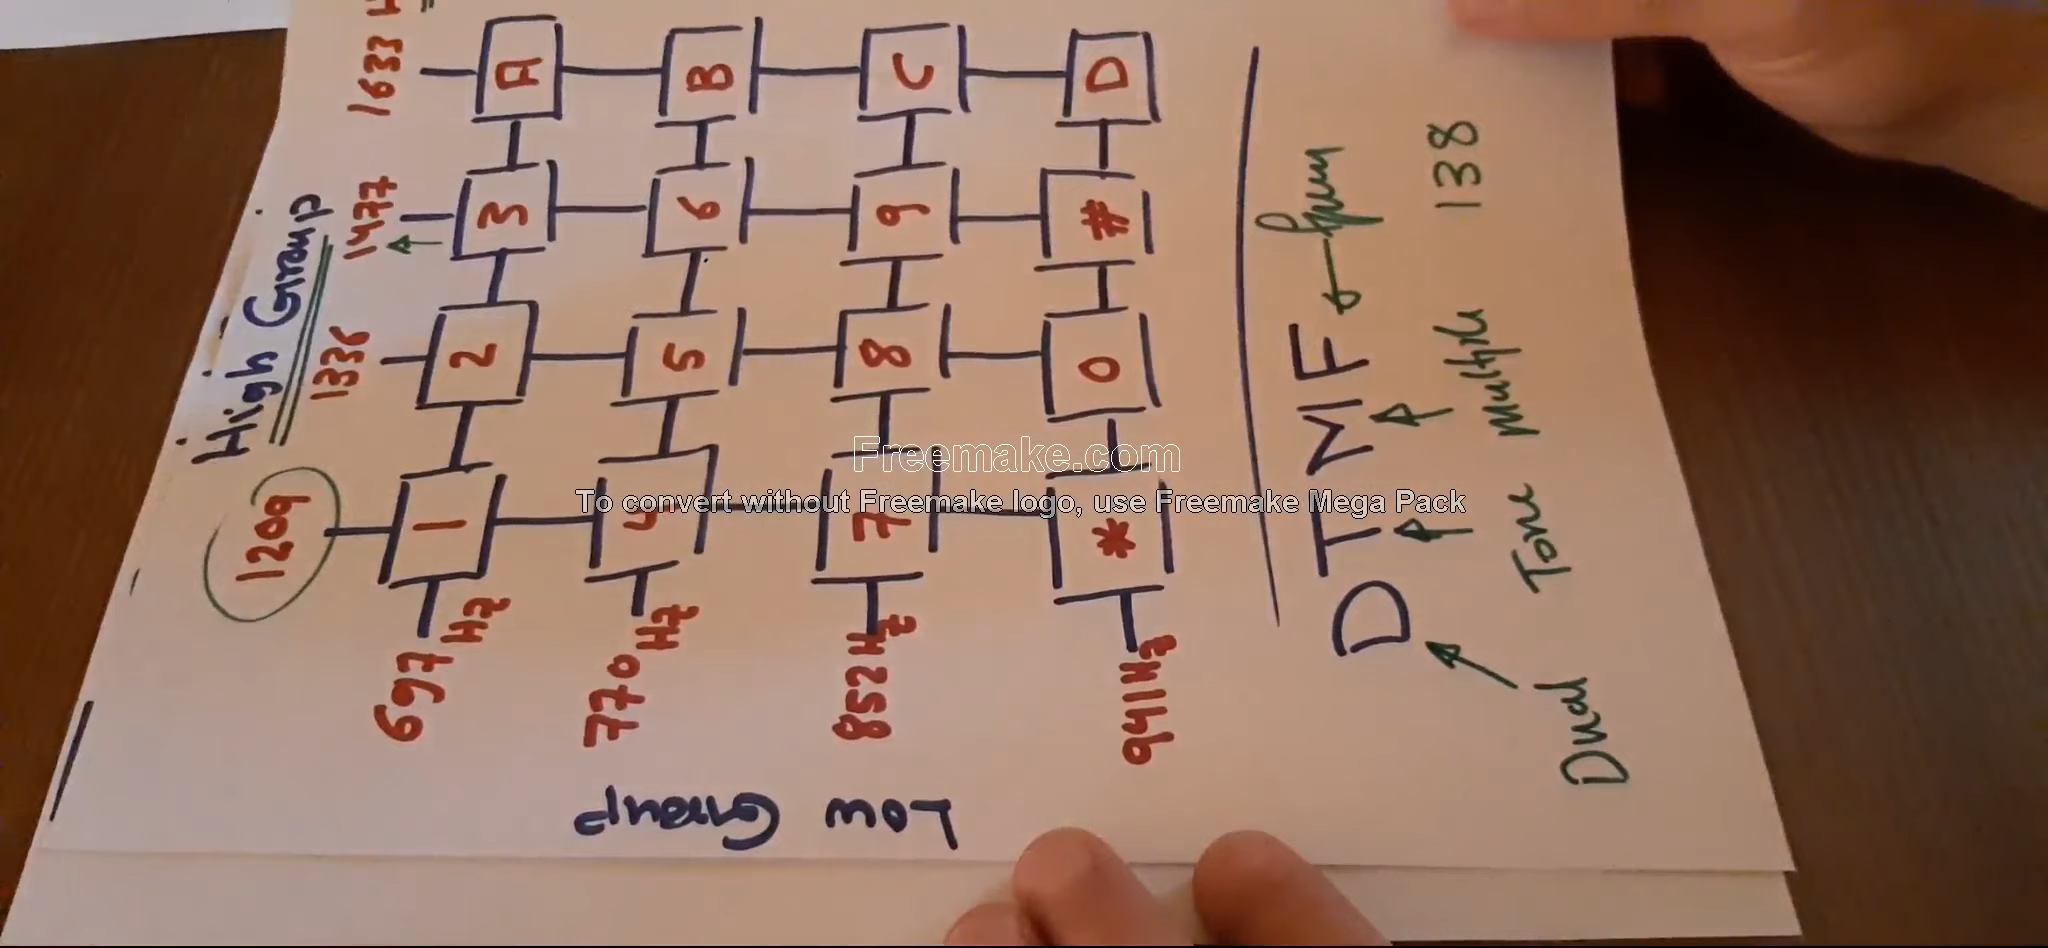 High Group
1209 1336 1477 1633 H
697 Hz 1 2 3 A
770 Hz 4 5 6 B
852 Hz 7 8 9 C
941 Hz * 0 # D
Low Group
DTMF
Dual Tone Multiple 138
Freemake.com
To convert without Freemake logo, use Freemake Mega Pack